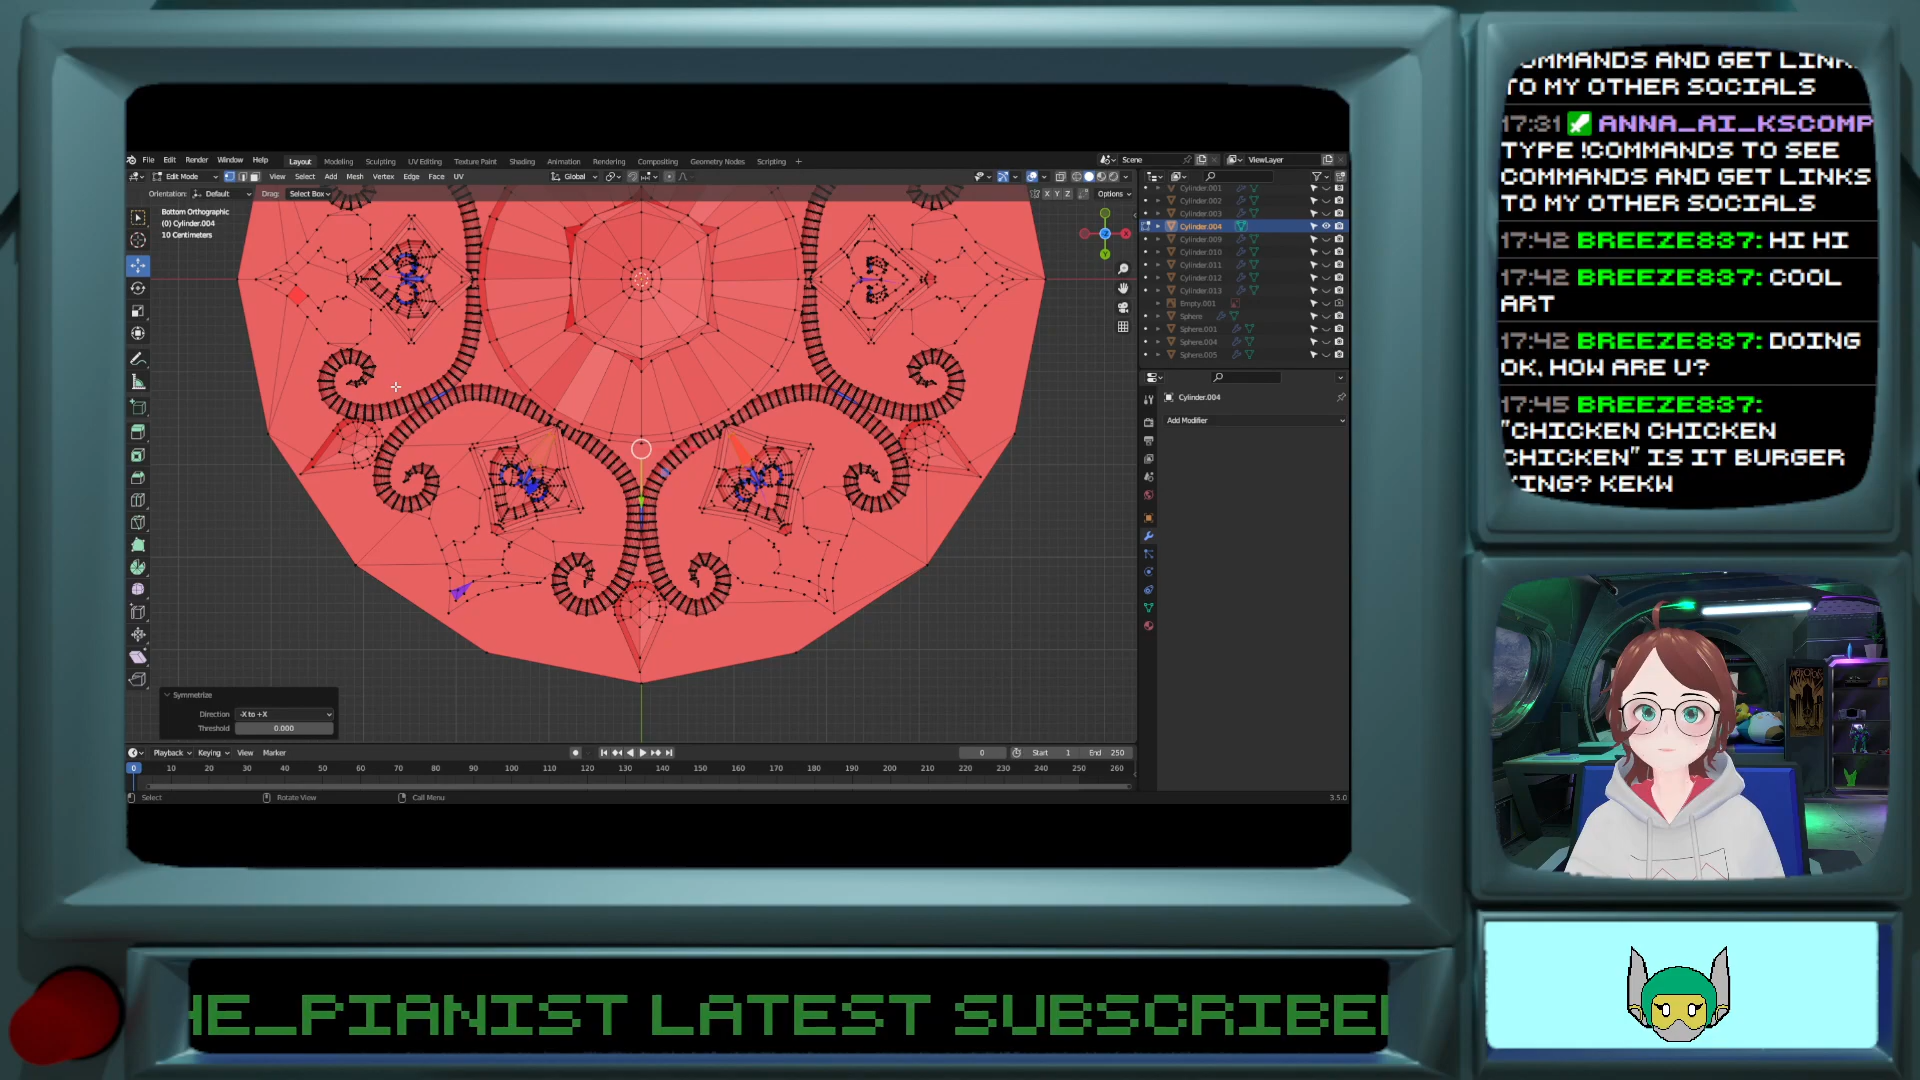 File Edit Render Window Help
Layout Modeling Sculpting UV Editing Texture Paint Shading Animation Rendering Compositing Geometry Nodes Scripting +
Scene
ViewLayer
Edit Mode View Select Add Mesh Vertex Edge Face UV
Global
Orientation: Default Drag: Select Box
X Y Z Options
Bottom Orthographic
(0) Cylinder.004
10 Centimeters
Cylinder.001
Cylinder.002
Cylinder.003
Cylinder.004
Cylinder.009
Cylinder.010
Cylinder.011
Cylinder.012
Cylinder.013
Empty.001
Sphere
Sphere.001
Sphere.004
Sphere.005
Cylinder.004
Add Modifier
Symmetrize
Direction -X to +X
Threshold 0.000
Playback Keying View Marker
0 Start 1 End 250
0 10 20 30 40 50 60 70 80 90 100 110 120 130 140 150 160 170 180 190 200 210 220 230 240 250 260
Select Rotate View Call Menu
3.5.0
COMMANDS AND GET LINK
TO MY OTHER SOCIALS
17:31 ANNA_AI_KSCOMP
TYPE !COMMANDS TO SEE
COMMANDS AND GET LINKS
TO MY OTHER SOCIALS
17:42 BREEZE837: HI HI
17:42 BREEZE837: COOL
ART
17:42 BREEZE837: DOING
OK, HOW ARE U?
17:45 BREEZE837:
"CHICKEN CHICKEN
CHICKEN" IS IT BURGER
KING? KEKW
HE_PIANIST LATEST SUBSCRIBE